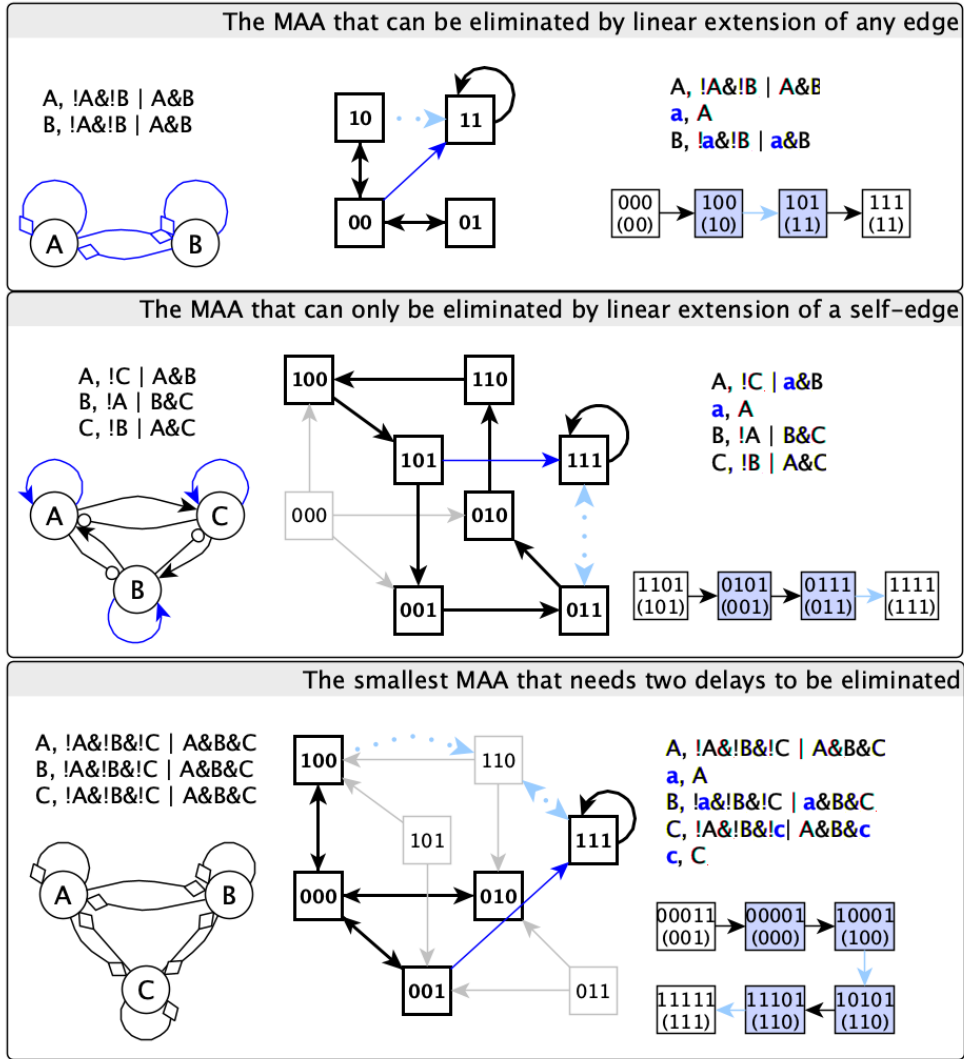 The MAA that can be eliminated by linear extension of any edge
A, !A&!B | A&B
B, !A&!B | A&B
A
B
10
11
00
01
A, !A&!B | A&B
a, A
B, !a&!B | a&B
000
(00)
100
(10)
101
(11)
111
(11)
The MAA that can only be eliminated by linear extension of a self-edge
A, !C | A&B
B, !A | B&C
C, !B | A&C
A
C
B
100
110
101
111
000
010
001
011
A, !C | a&B
a, A
B, !A | B&C
C, !B | A&C
1101
(101)
0101
(001)
0111
(011)
1111
(111)
The smallest MAA that needs two delays to be eliminated
A, !A&!B&!C | A&B&C
B, !A&!B&!C | A&B&C
C, !A&!B&!C | A&B&C
A
B
C
100
110
101
111
000
010
001
011
A, !A&!B&!C | A&B&C
a, A
B, !a&!B&!C | a&B&C
C, !A&!B&!c| A&B&c
c, C
00011
(001)
00001
(000)
10001
(100)
11111
(111)
11101
(110)
10101
(110)